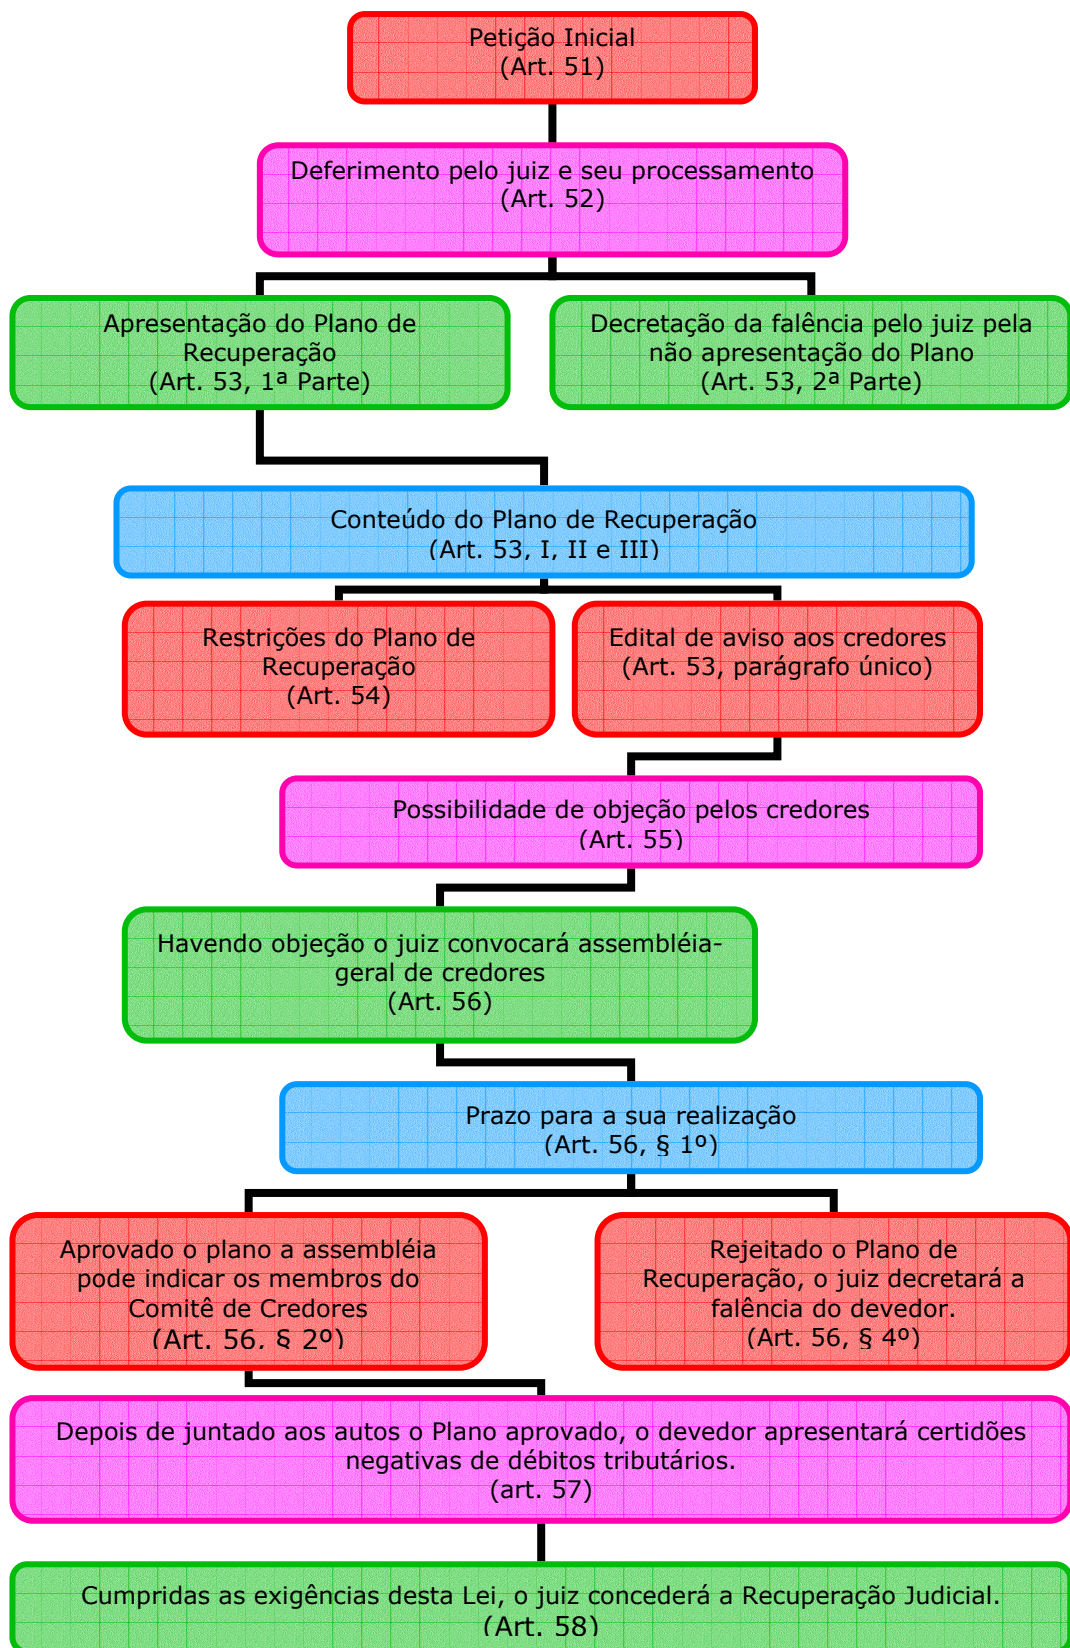 Petição Inicial
(Art. 51)
Deferimento pelo juiz e seu processamento
(Art. 52)
Apresentação do Plano de
Recuperação
(Art. 53, 1ª Parte)
Decretação da falência pelo juiz pela
não apresentação do Plano
(Art. 53, 2ª Parte)
Conteúdo do Plano de Recuperação
(Art. 53, I, II e III)
Restrições do Plano de
Recuperação
(Art. 54)
Edital de aviso aos credores
(Art. 53, parágrafo único)
Possibilidade de objeção pelos credores
(Art. 55)
Havendo objeção o juiz convocará assembléia-
geral de credores
(Art. 56)
Prazo para a sua realização
(Art. 56, § 1º)
Aprovado o plano a assembléia
pode indicar os membros do
Comitê de Credores
(Art. 56, § 2º)
Rejeitado o Plano de
Recuperação, o juiz decretará a
falência do devedor.
(Art. 56, § 4º)
Depois de juntado aos autos o Plano aprovado, o devedor apresentará certidões
negativas de débitos tributários.
(art. 57)
Cumpridas as exigências desta Lei, o juiz concederá a Recuperação Judicial.
(Art. 58)